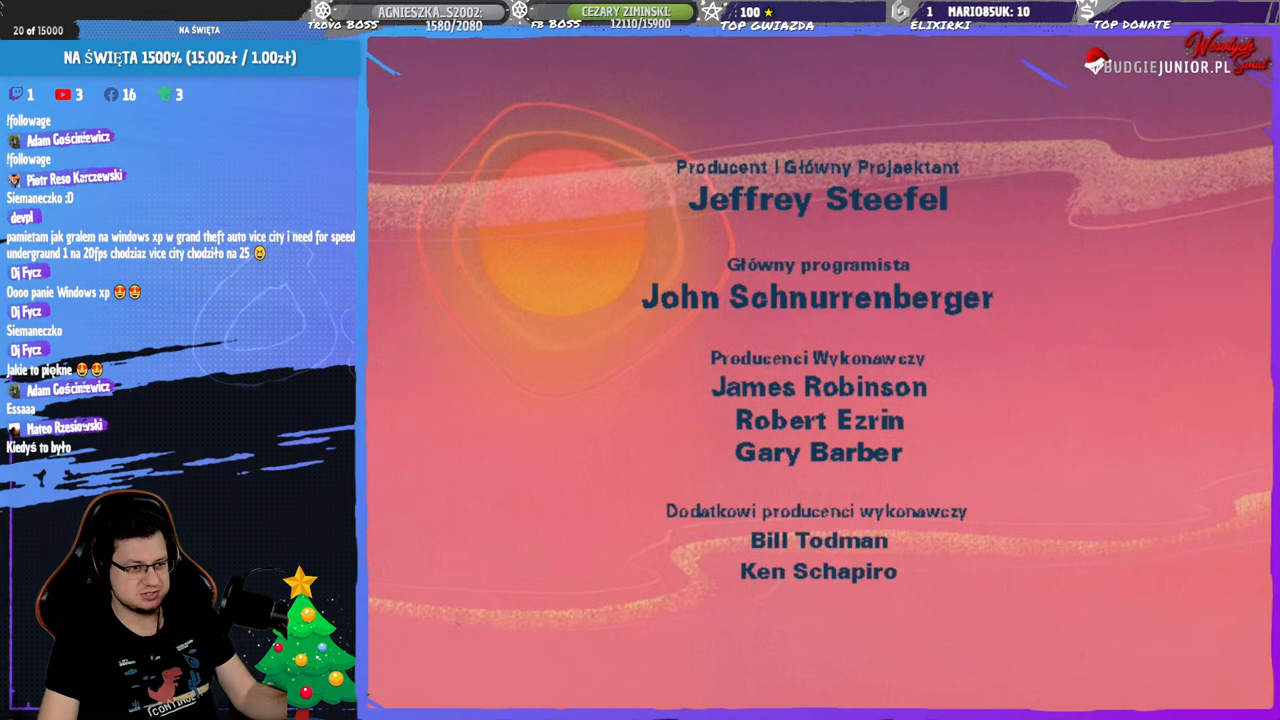 20 of 15000
NA ŚWIĘTA
AGNIESZKA_S2002:
1580/2080
TROVO BOSS
CEZARY ZIMINSKI:
12110/15900
FB BOSS
100
TOP GWIAZDA
1 MARIO85UK: 10
ELIXIRKI
TOP DONATE
NA ŚWIĘTA 1500% (15.00zł / 1.00zł)
1 3 16 3
!followage
Adam Gościniewicz
!followage
Piotr Reso Karczewski
Siemaneczko :D
devpl
pamietam jak gralem na windows xp w grand theft auto vice city i need for speed
undergraund 1 na 20fps chodziaz vice city chodziło na 25 😆
Dj Fycz
Oooo panie Windows xp 😍 😍
Dj Fycz
Siemaneczko
Dj Fycz
Jakie to piękne 😍 😍
Adam Gościniewicz
Essaaa
Mateo Rzesiowski
Kiedyś to było
CONTINUE
Wesołych Świąt
BUDGIEJUNIOR.PL
Producent i Główny Projaektant
Jeffrey Steefel
Główny programista
John Schnurrenberger
Producenci Wykonawczy
James Robinson
Robert Ezrin
Gary Barber
Dodatkowi producenci wykonawczy
Bill Todman
Ken Schapiro